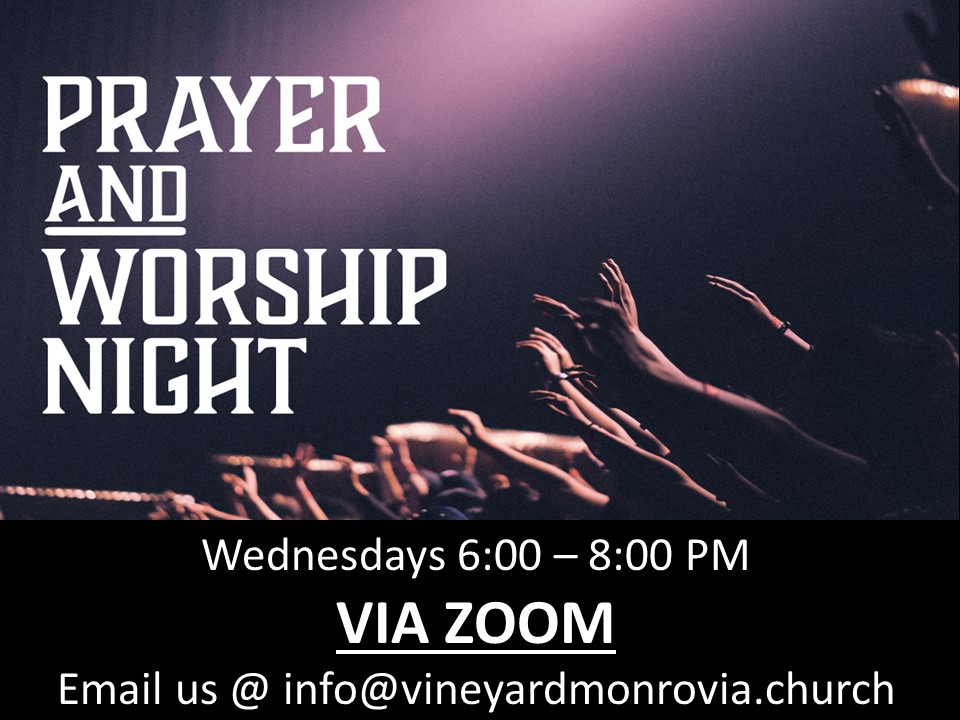 PRAYER
AND
WORSHIP
NIGHT
Wednesdays 6:00 – 8:00 PM
VIA ZOOM
Email us @ info@vineyardmonrovia.church